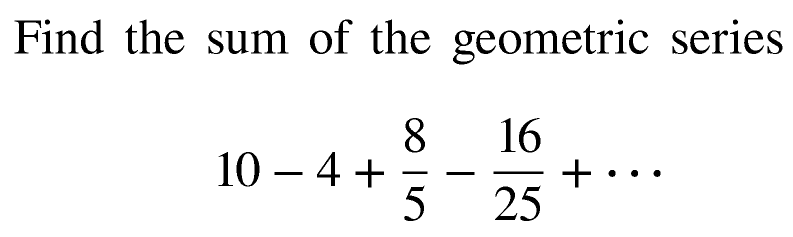 Find the sum of the geometric series
10 − 4 + 8/5 − 16/25 + ⋯